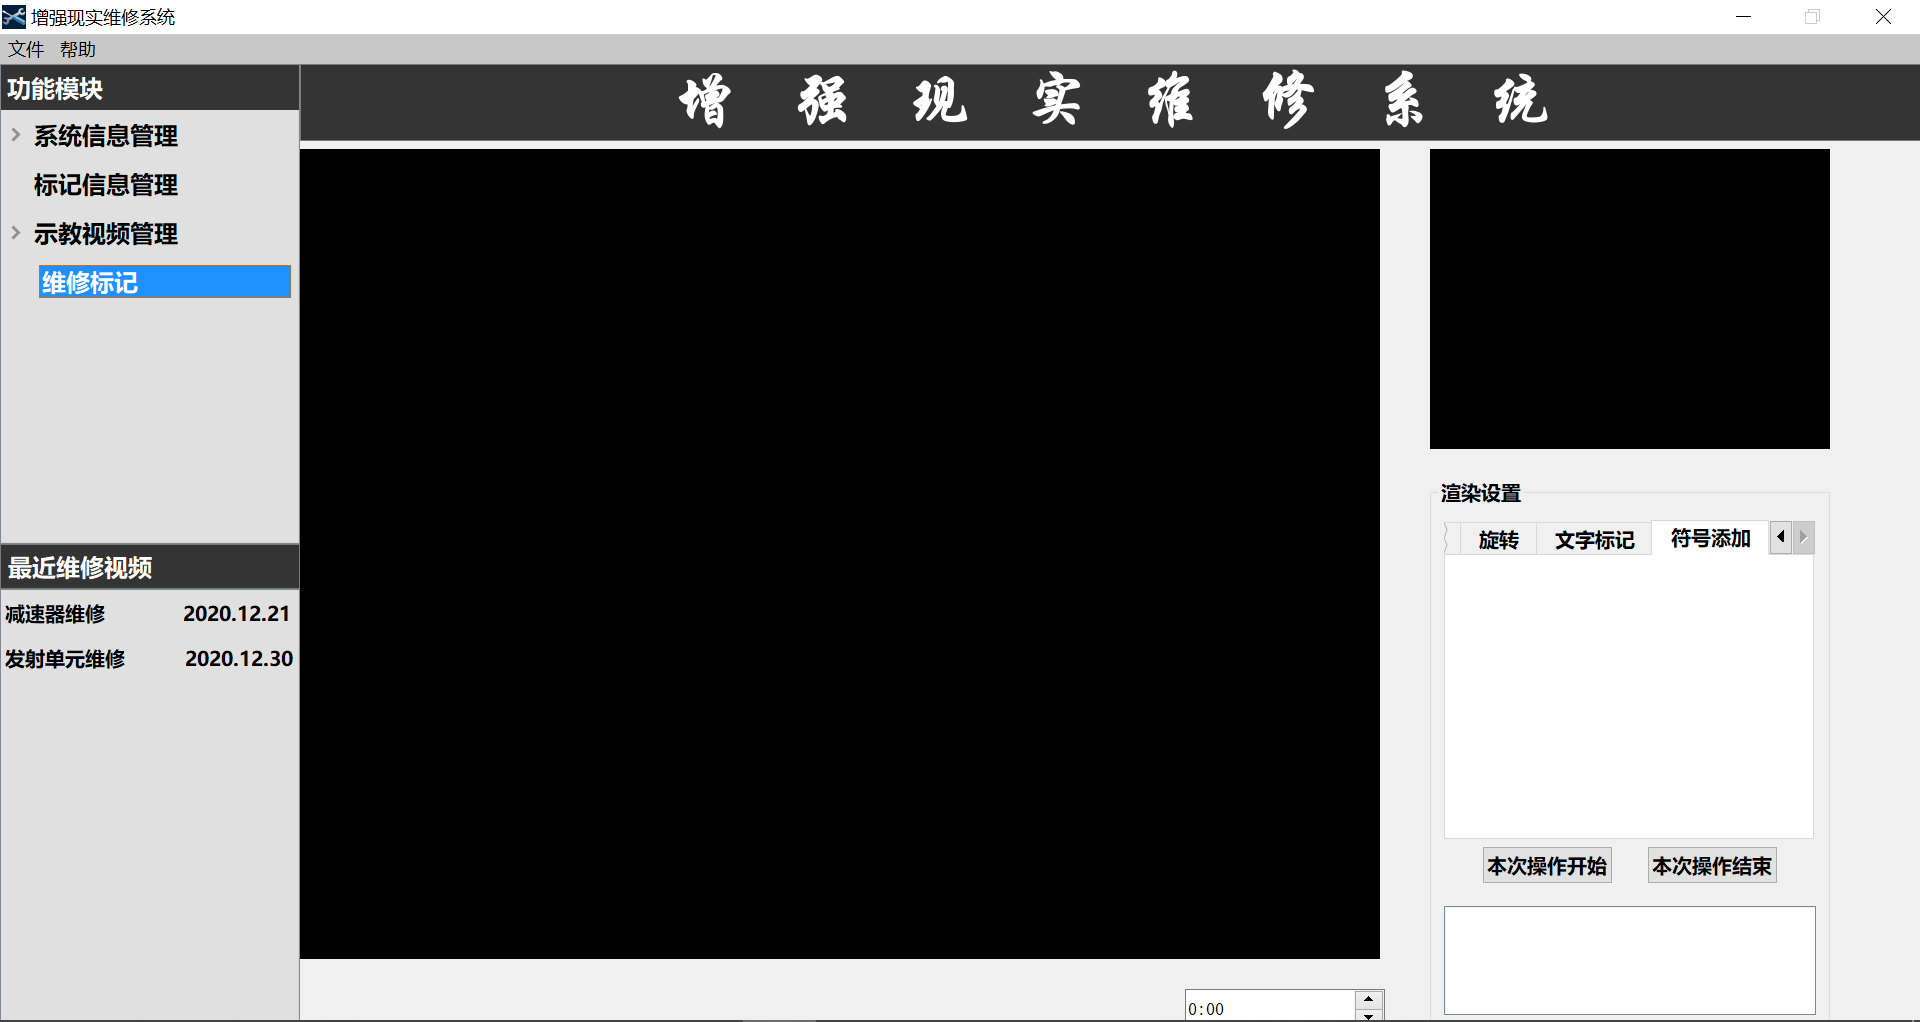 增强现实维修系统
文件 帮助
功能模块
系统信息管理
标记信息管理
示教视频管理
维修标记
最近维修视频
减速器维修 2020.12.21
发射单元维修 2020.12.30
增强现实维修系统
渲染设置
旋转 文字标记 符号添加
本次操作开始 本次操作结束
0:00